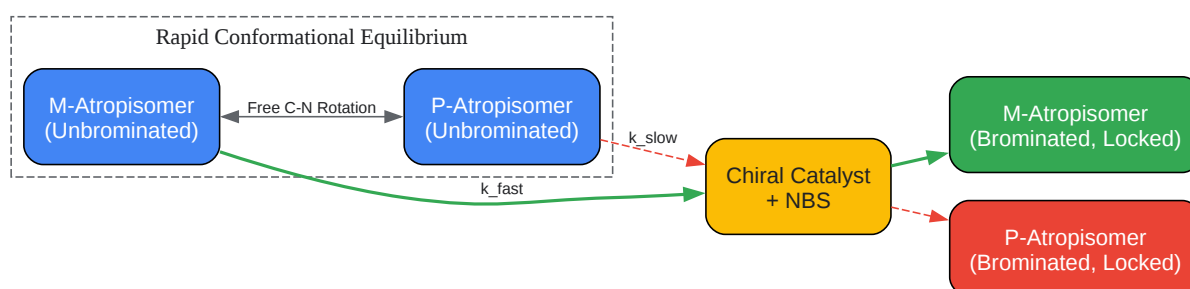 Rapid Conformational Equilibrium
M-Atropisomer
(Unbrominated)
Free C-N Rotation
P-Atropisomer
(Unbrominated)
k_slow
k_fast
Chiral Catalyst
+ NBS
M-Atropisomer
(Brominated, Locked)
P-Atropisomer
(Brominated, Locked)